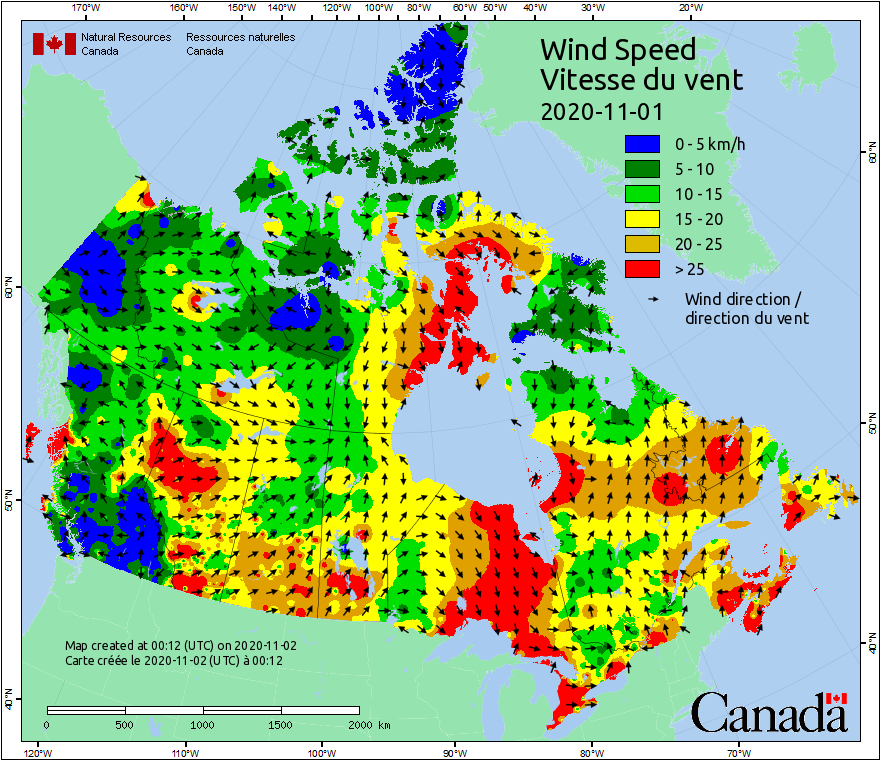 170°W 160°W 150°W 140°W 130°W 120°W 110°W 100°W 90°W 80°W 70°W 60°W 50°W 40°W 30°W 20°W
Natural Resources Ressources naturelles
Canada Canada
Wind Speed
Vitesse du vent
2020-11-01
0 - 5 km/h
5 - 10
10 - 15
15 - 20
20 - 25
> 25
Wind direction /
direction du vent
60°N
60°N
50°N
50°N
40°N
40°N
Map created at 00:12 (UTC) on 2020-11-02
Carte créée le 2020-11-02 (UTC) à 00:12
0 500 1000 1500 2000 km
Canada
120°W 110°W 100°W 90°W 80°W 70°W